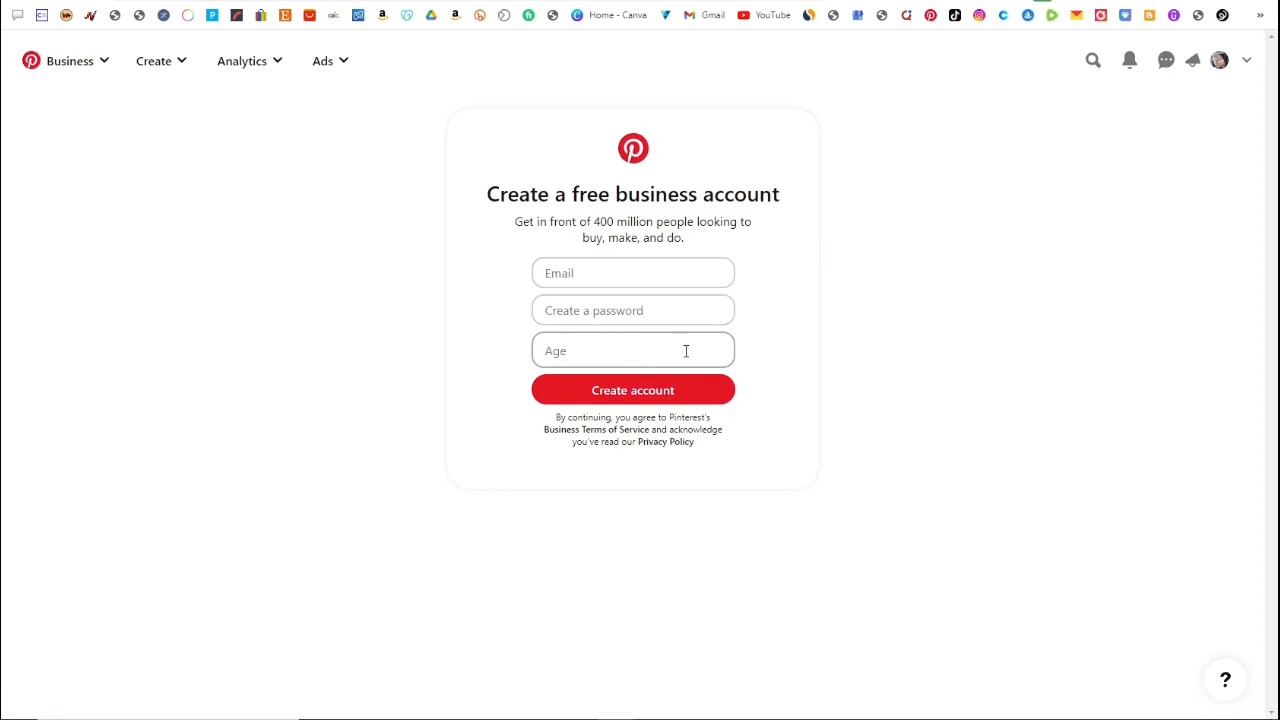 Home - Canva Gmail YouTube
Business Create Analytics Ads
Create a free business account
Get in front of 400 million people looking to
buy, make, and do.
Email
Create a password
Age
Create account
By continuing, you agree to Pinterest's
Business Terms of Service and acknowledge
you've read our Privacy Policy
?